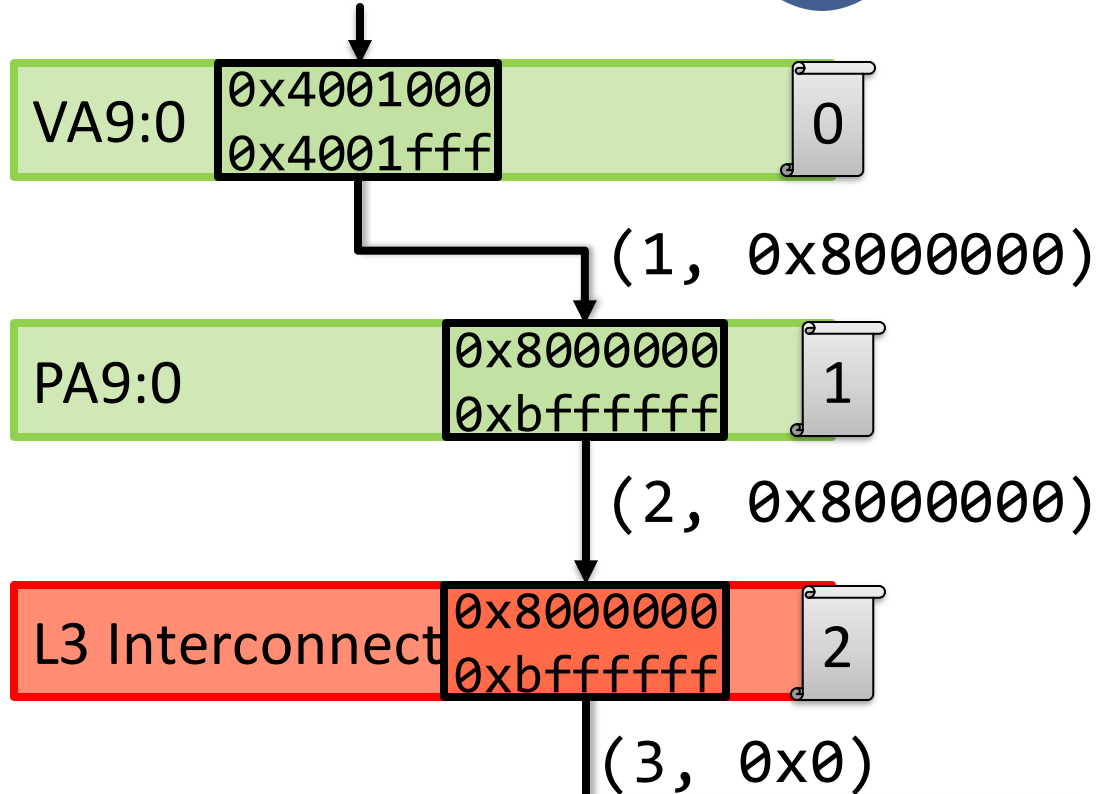 0x4001000
VA9:0
0x4001fff
0
(1, 0x8000000)
0x8000000
PA9:0
0xbffffff
1
(2, 0x8000000)
0x8000000
L3 Interconnect
0xbffffff
2
(3, 0x0)